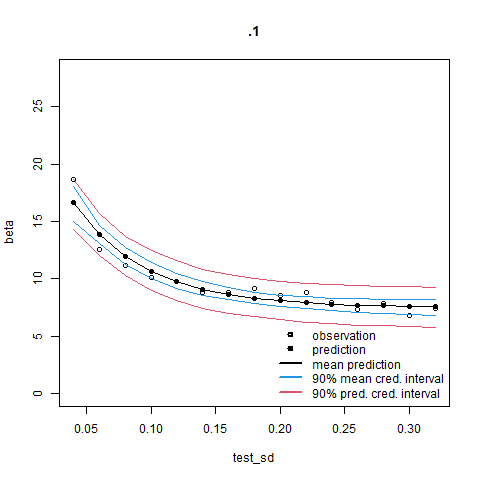 .1
25
20
15
10
5
0
beta
observation
prediction
mean prediction
90% mean cred. interval
90% pred. cred. interval
0.05 0.10 0.15 0.20 0.25 0.30
test_sd